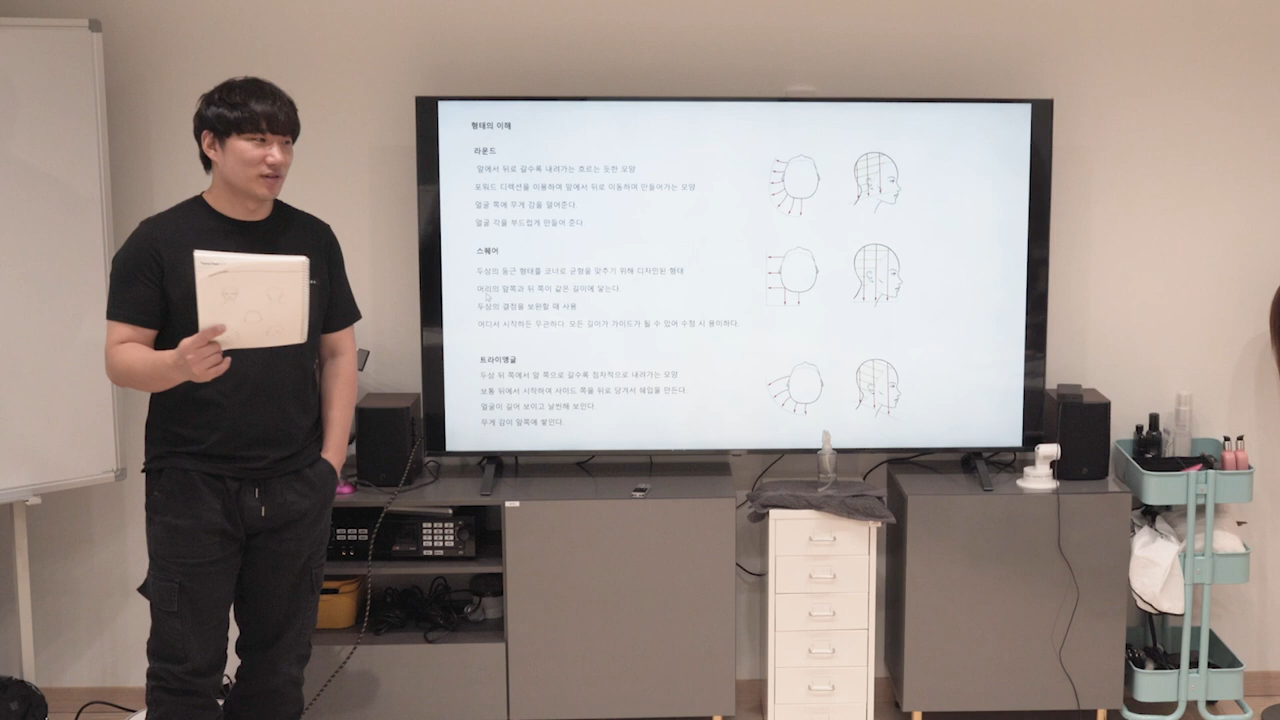 형태의 이해
라운드
앞에서 뒤로 갈수록 내려가는 흐르는 듯한 모양
포워드 디렉션을 이용하여 앞에서 뒤로 이동하며 만들어가는 모양
얼굴 쪽에 무게 감을 덜어준다.
얼굴 각을 부드럽게 만들어 준다.
스퀘어
두상의 둥근 형태를 코너로 균형을 맞추기 위해 디자인된 형태
머리의 앞쪽과 뒤 쪽이 같은 길이에 닿는다.
두상의 결점을 보완할 때 사용
어디서 시작하든 무관하다. 모든 길이가 가이드가 될 수 있어 수정 시 용이하다.
트라이앵글
두상 뒤 쪽에서 앞 쪽으로 갈수록 점차적으로 내려가는 모양
보통 뒤에서 시작하여 사이드 쪽을 뒤로 당겨서 쉐입을 만든다.
얼굴이 길어 보이고 날씬해 보인다.
무게 감이 앞쪽에 쌓인다.